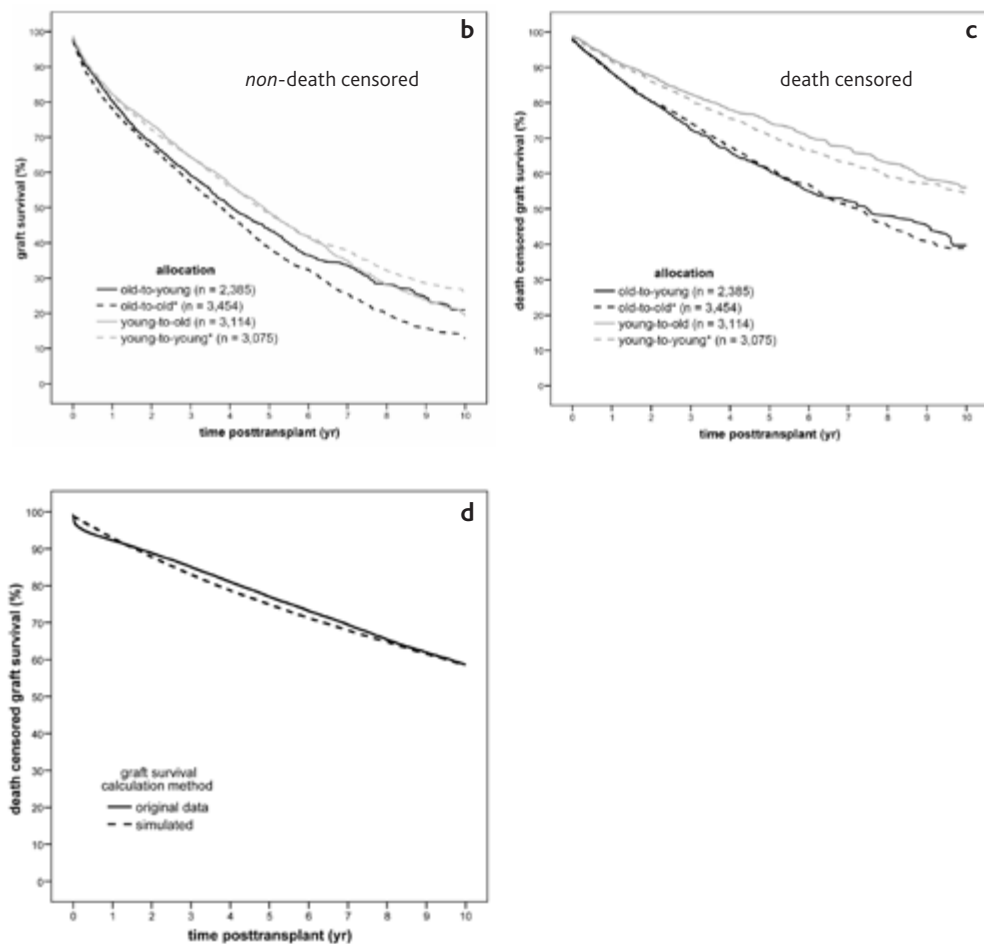 b
non-death censored
graft survival (%)
100
90
80
70
60
50
40
30
20
10
0
allocation
old-to-young (n = 2,385)
old-to-old* (n = 3,454)
young-to-old (n = 3,114)
young-to-young* (n = 3,075)
0 1 2 3 4 5 6 7 8 9 10
time posttransplant (yr)
c
death censored
death censored graft survival (%)
100
90
80
70
60
50
40
30
20
10
0
allocation
old-to-young (n = 2,385)
old-to-old* (n = 3,454)
young-to-old (n = 3,114)
young-to-young* (n = 3,075)
0 1 2 3 4 5 6 7 8 9 10
time posttransplant (yr)
d
death censored graft survival (%)
100
90
80
70
60
50
40
30
20
10
0
graft survival
calculation method
original data
simulated
0 1 2 3 4 5 6 7 8 9 10
time posttransplant (yr)